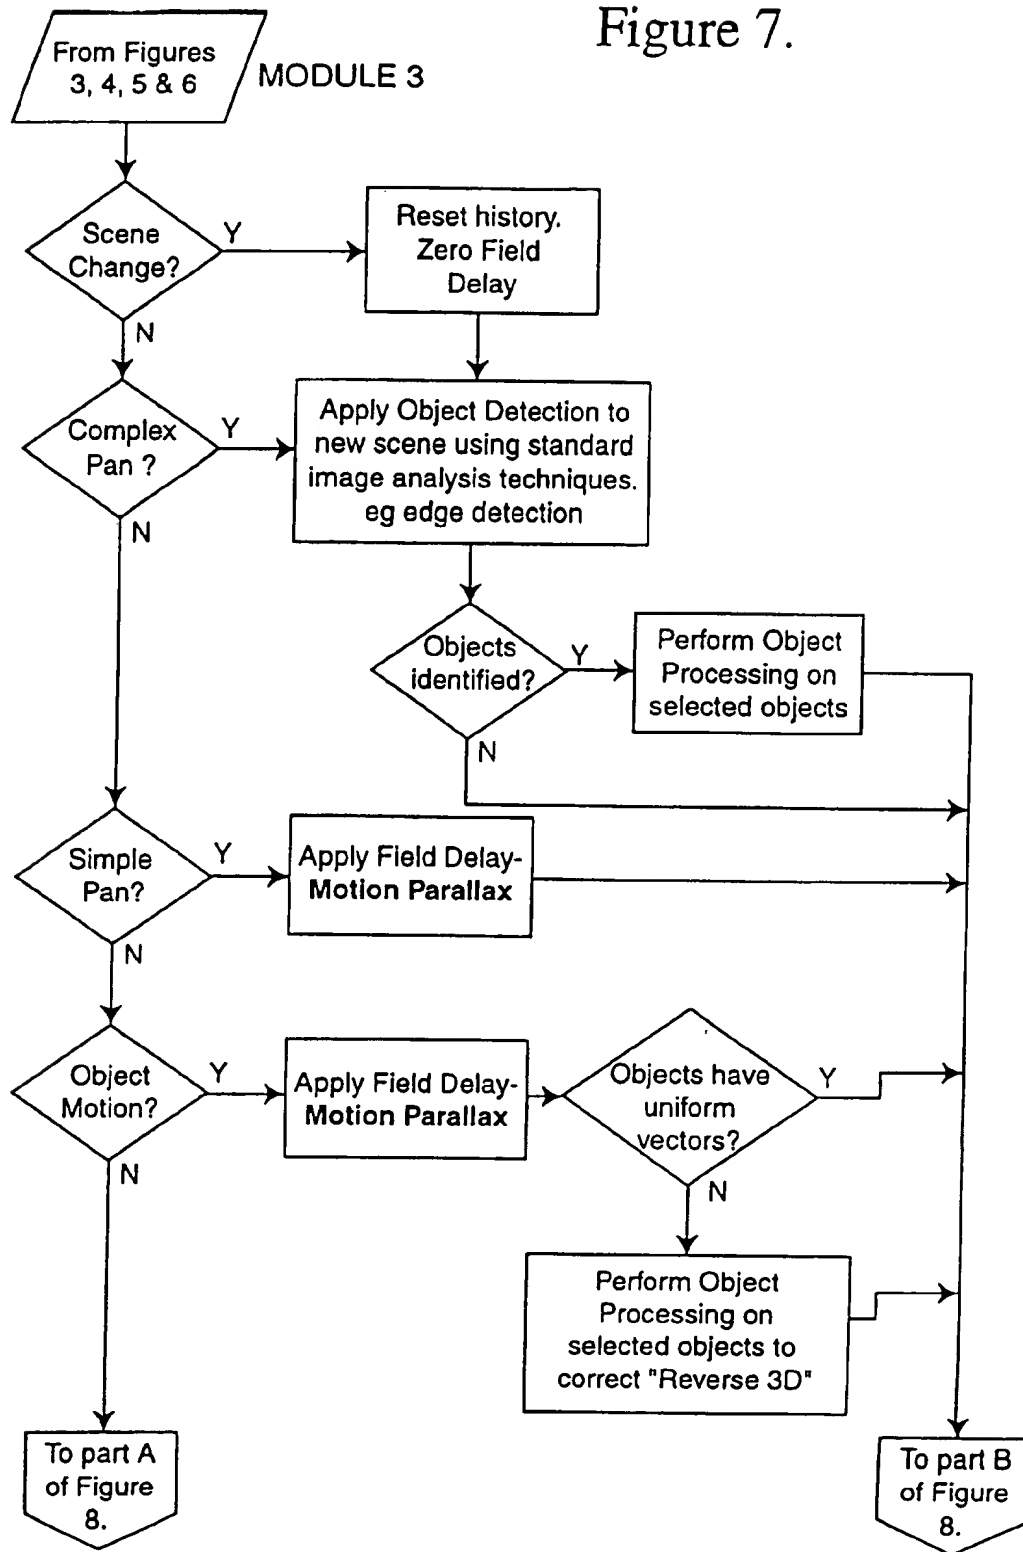 Figure 7.
From Figures
3, 4, 5 & 6
MODULE 3
Scene
Change?
Y
N
Reset history.
Zero Field
Delay
Complex
Pan ?
Y
N
Apply Object Detection to
new scene using standard
image analysis techniques.
eg edge detection
Objects
identified?
Y
N
Perform Object
Processing on
selected objects
Simple
Pan?
Y
N
Apply Field Delay-
Motion Parallax
Object
Motion?
Y
N
Apply Field Delay-
Motion Parallax
Objects have
uniform
vectors?
Y
N
Perform Object
Processing on
selected objects to
correct "Reverse 3D"
To part A
of Figure
8.
To part B
of Figure
8.